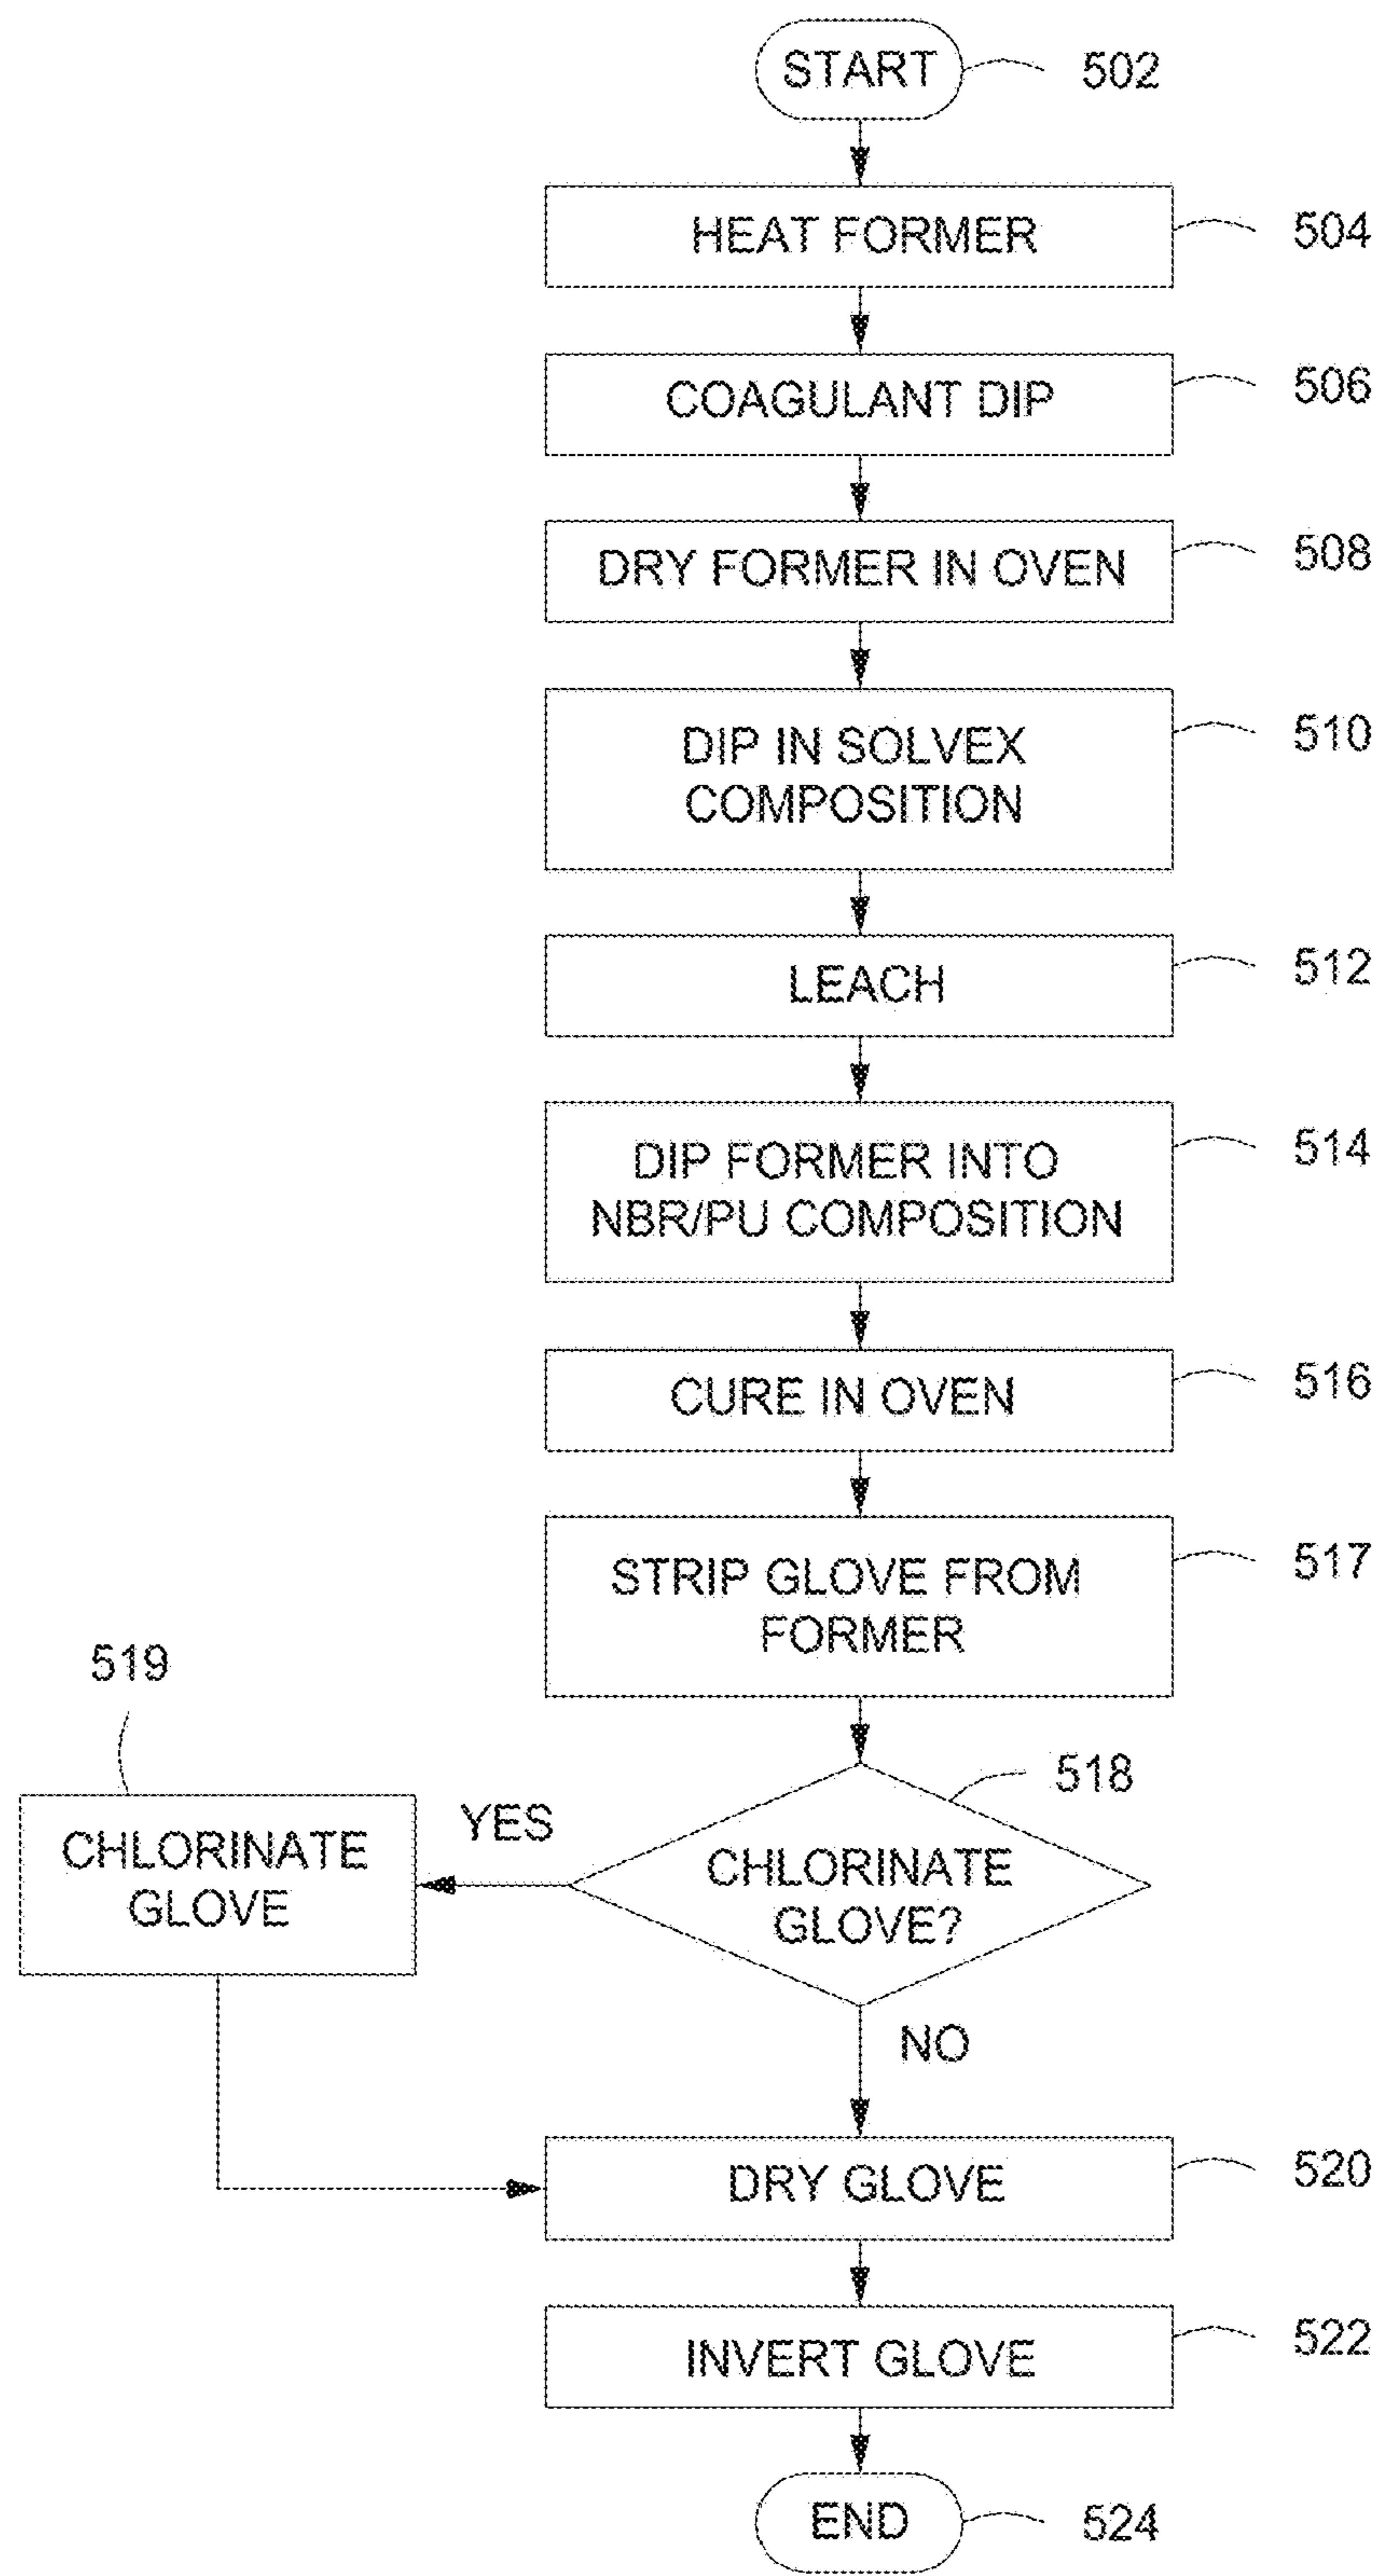 START
502
HEAT FORMER
504
COAGULANT DIP
506
DRY FORMER IN OVEN
508
DIP IN SOLVEX
COMPOSITION
510
LEACH
512
DIP FORMER INTO
NBR/PU COMPOSITION
514
CURE IN OVEN
516
STRIP GLOVE FROM
FORMER
517
519
518
YES
CHLORINATE
GLOVE
CHLORINATE
GLOVE?
NO
DRY GLOVE
520
INVERT GLOVE
522
END
524